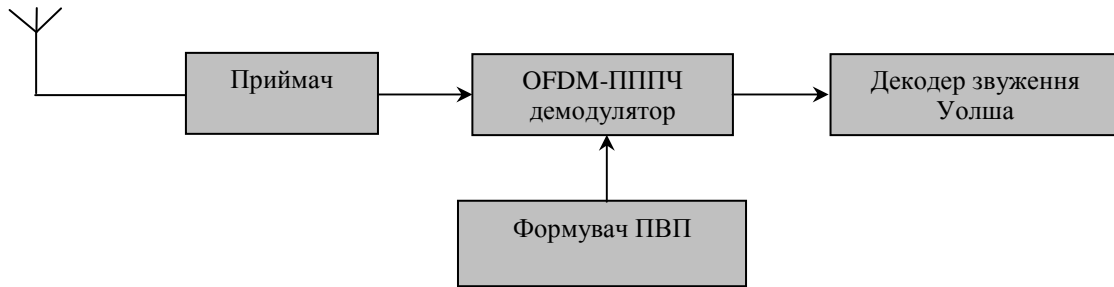 Приймач
OFDM-ПППЧ
демодулятор
Декодер звуження
Уолша
Формувач ПВП